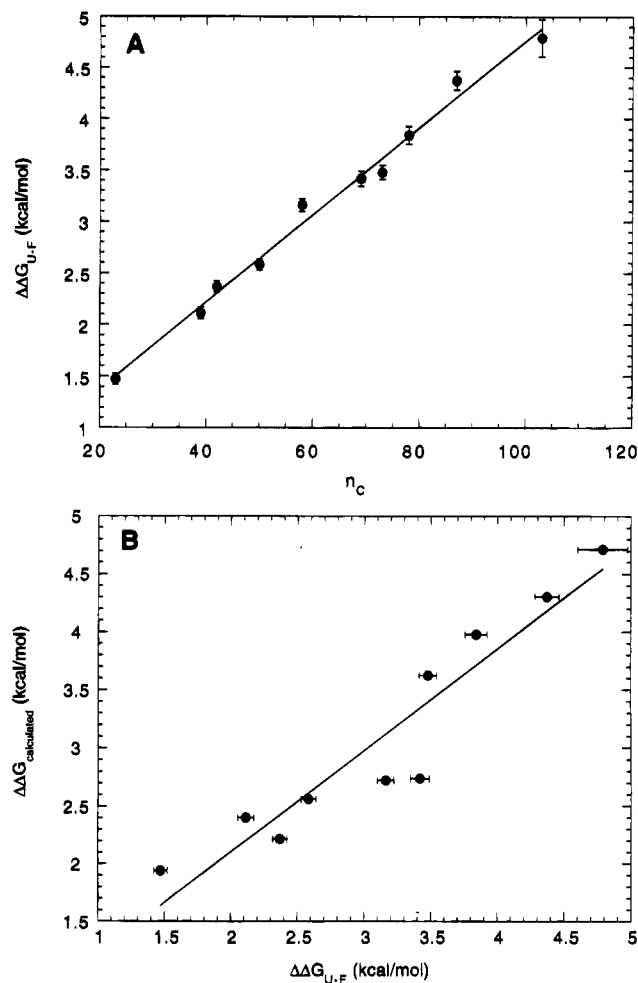 A
5
4.5
4
3.5
3
2.5
2
1.5
1
ΔΔG_U-F (kcal/mol)
20 40 60 80 100 120
n_C
B
5
4.5
4
3.5
3
2.5
2
1.5
ΔΔG_calculated (kcal/mol)
1 1.5 2 2.5 3 3.5 4 4.5 5
ΔΔG_U-F (kcal/mol)